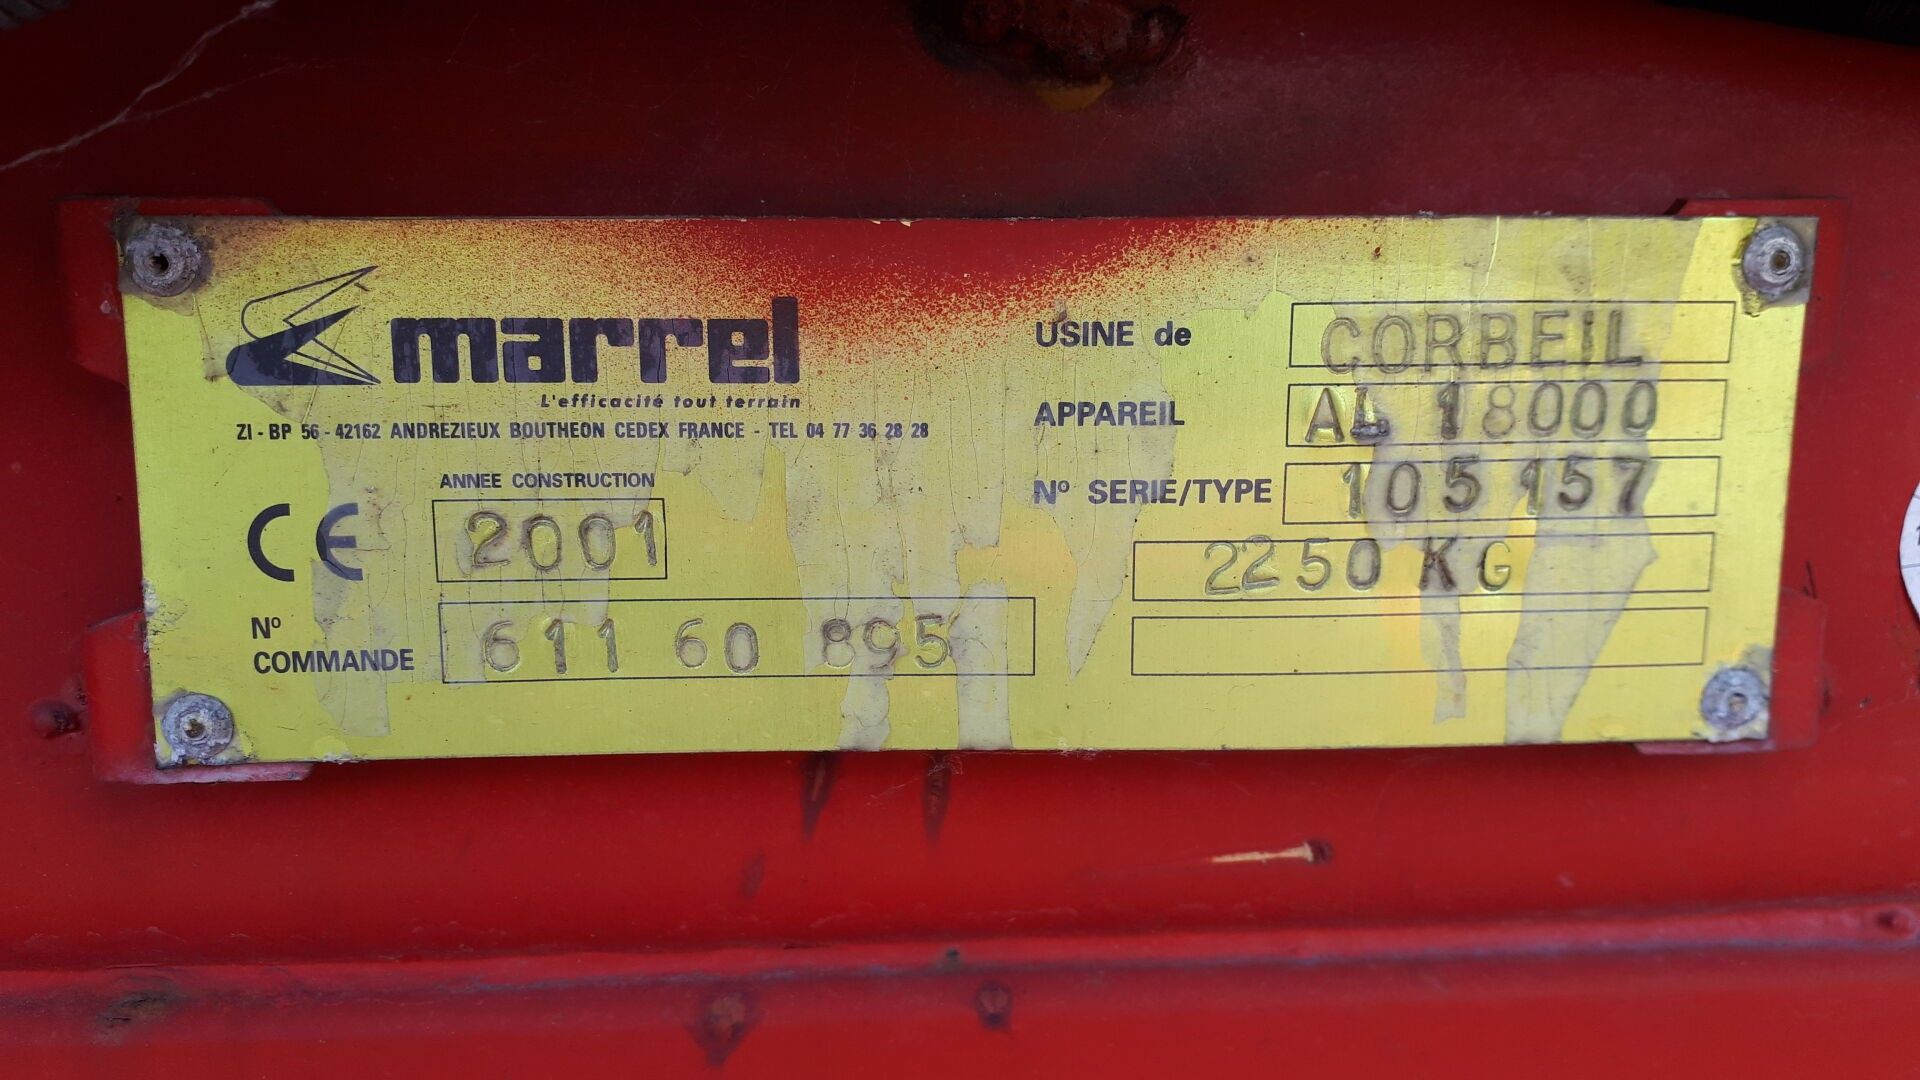 marrel
L'efficacité tout terrain
ZI - BP 56 - 42162 ANDREZIEUX BOUTHEON CEDEX FRANCE - TEL 04 77 36 28 28
CE
ANNEE CONSTRUCTION
2001
N° COMMANDE
611 60 895
USINE de CORBEIL
APPAREIL AL 18000
N° SERIE/TYPE 105 157
2250 KG